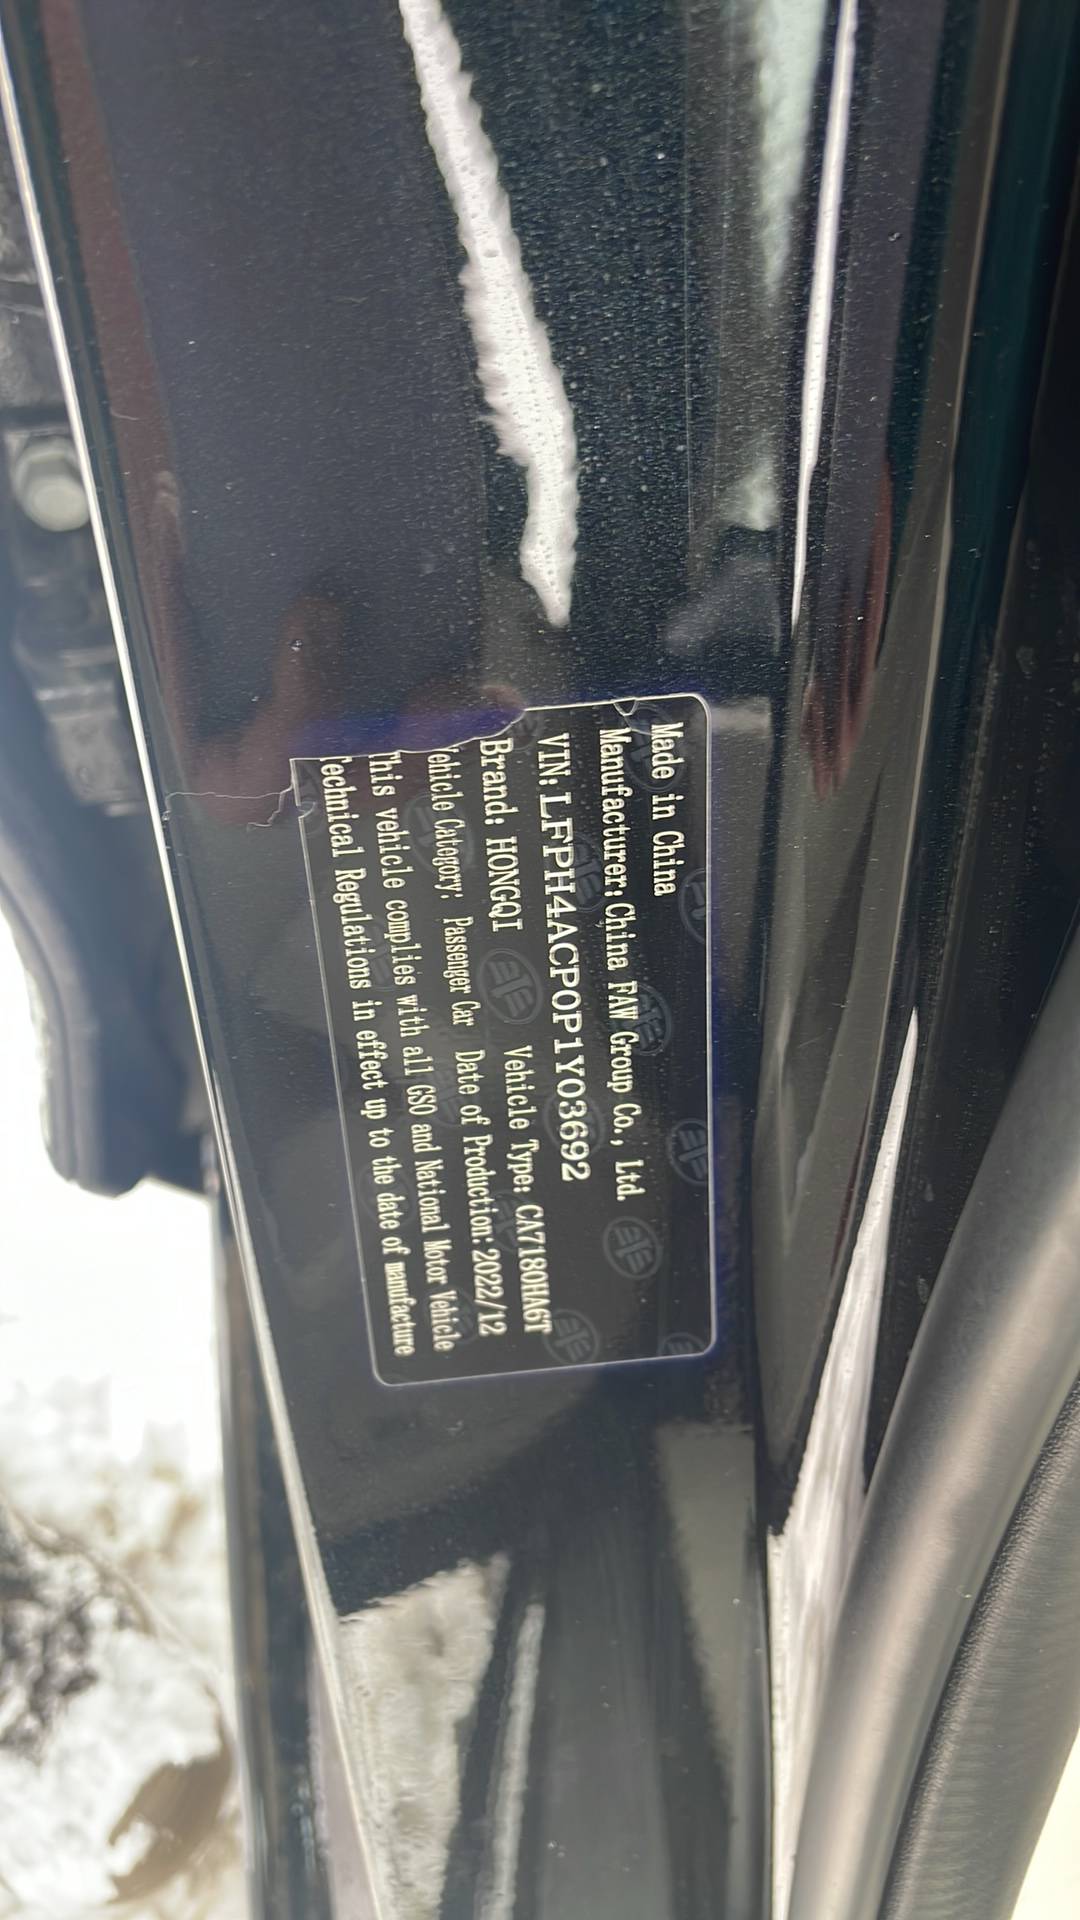 Made in China
Manufacturer: China FAW Group Co., Ltd.
VIN: LFPH4ACP0P1Y03692
Brand: HONGQI Vehicle Type: CA7180HA6T
Vehicle Category: Passenger Car Date of Production: 2022/12
This vehicle complies with all GSO and National Motor Vehicle
Technical Regulations in effect up to the date of manufacture